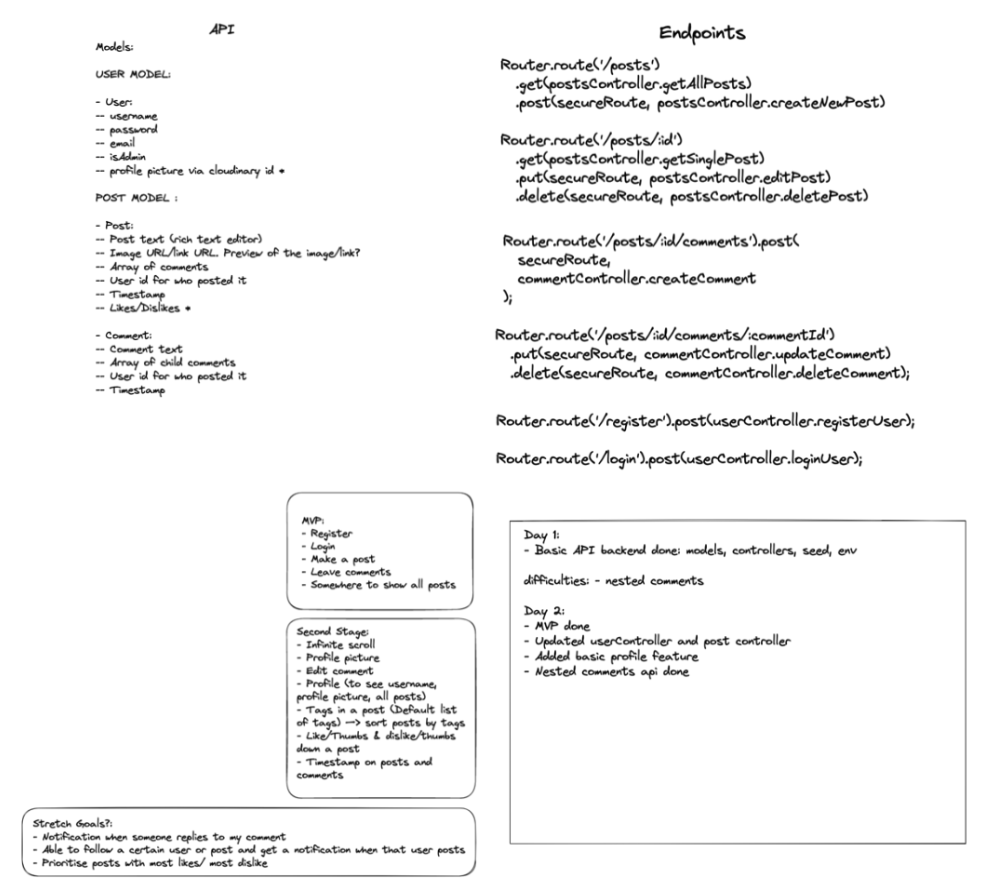 API
Models:
USER MODEL:
- User:
-- username
-- password
-- email
-- isAdmin
-- profile picture via cloudinary id *
POST MODEL :
- Post:
-- Post text (rich text editor)
-- Image URL/link URL. Preview of the image/link?
-- Array of comments
-- User id for who posted it
-- Timestamp
-- Likes/Dislikes *
- Comment:
-- Comment text
-- Array of child comments
-- User id for who posted it
-- Timestamp
Endpoints
Router.route('/posts')
.get(postsController.getAllPosts)
.post(secureRoute, postsController.createNewPost)
Router.route('/posts/:id')
.get(postsController.getSinglePost)
.put(secureRoute, postsController.editPost)
.delete(secureRoute, postsController.deletePost)
Router.route('/posts/:id/comments').post(
secureRoute,
commentController.createComment
);
Router.route('/posts/:id/comments/:commentId')
.put(secureRoute, commentController.updateComment)
.delete(secureRoute, commentController.deleteComment);
Router.route('/register').post(userController.registerUser);
Router.route('/login').post(userController.loginUser);
MVP:
- Register
- Login
- Make a post
- Leave comments
- Somewhere to show all posts
Second Stage:
- Infinite scroll
- Profile picture
- Edit comment
- Profile (to see username,
profile picture, all posts)
- Tags in a post (Default list
of tags) --> sort posts by tags
- Like/Thumbs & dislike/thumbs
down a post
- Timestamp on posts and
comments
Stretch Goals?:
- Notification when someone replies to my comment
- Able to follow a certain user or post and get a notification when that user posts
- Prioritise posts with most likes/ most dislike
Day 1:
- Basic API backend done: models, controllers, seed, env
difficulties: - nested comments
Day 2:
- MVP done
- Updated userController and post controller
- Added basic profile feature
- Nested comments api done